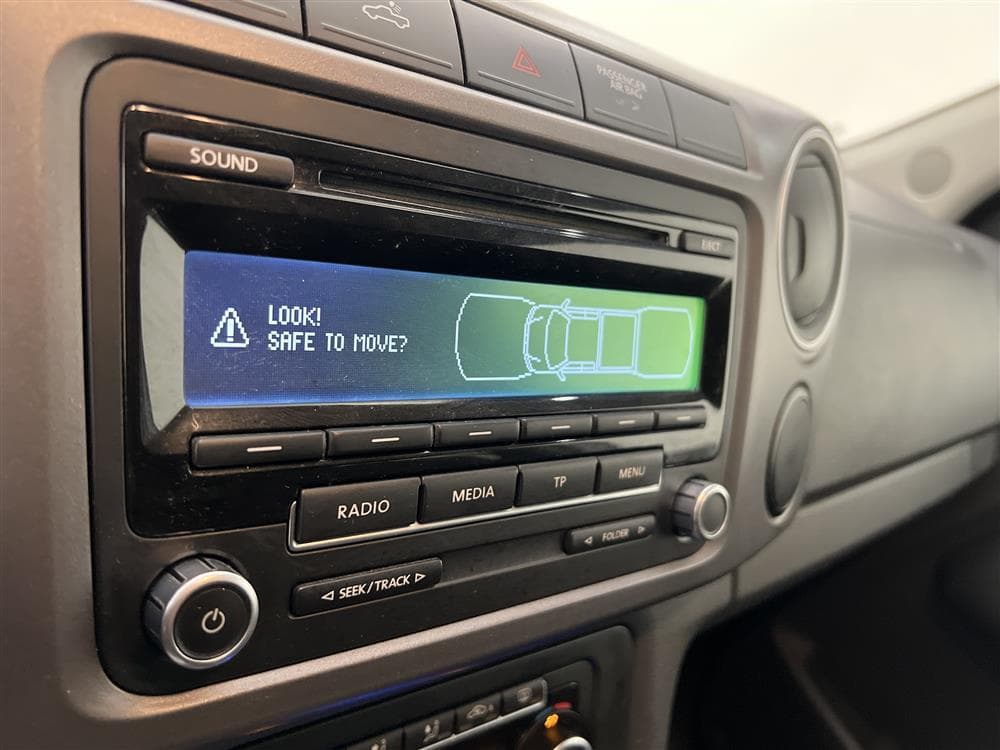 PASSENGER
AIR BAG
SOUND
EJECT
LOOK!
SAFE TO MOVE?
RADIO
MEDIA
TP
MENU
SEEK/TRACK
FOLDER